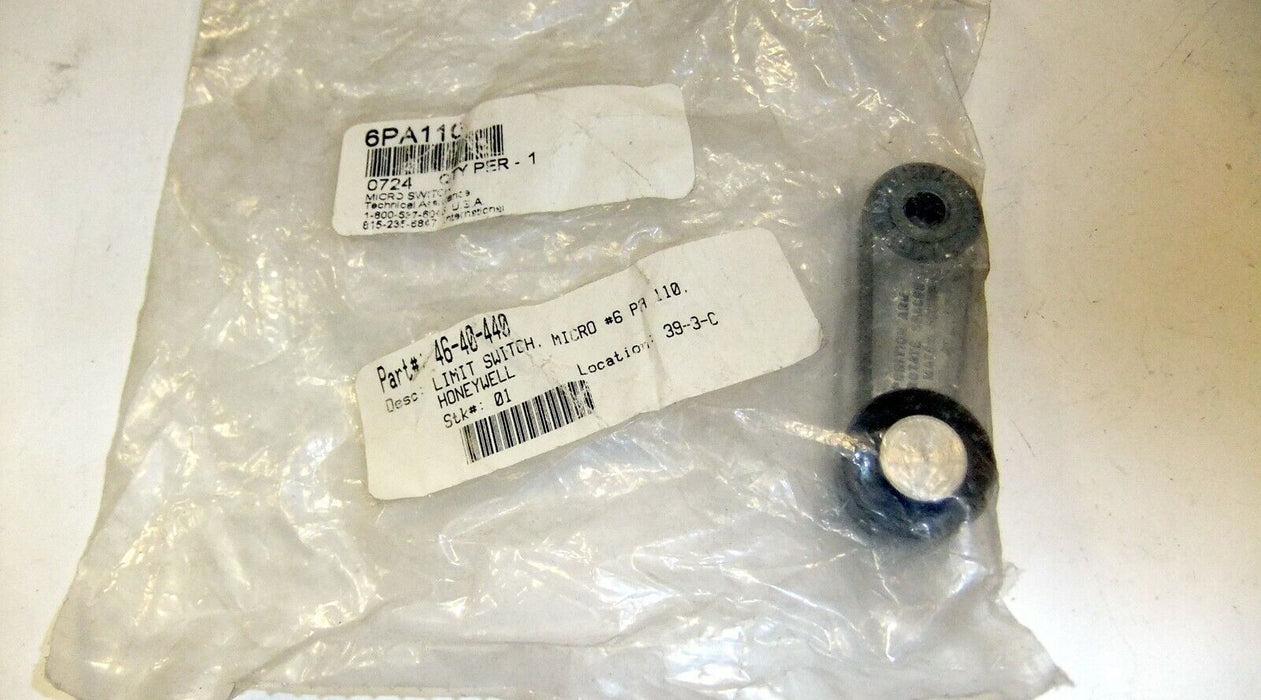 6PA110
0724 QTY PER - 1
MICRO SWITCH
Technical U.S.A.
International
Part#: 46-40-440
Desc: LIMIT SWITCH, MICRO #6 PA 110,
HONEYWELL
Stk#: 01 Location: 39-3-C